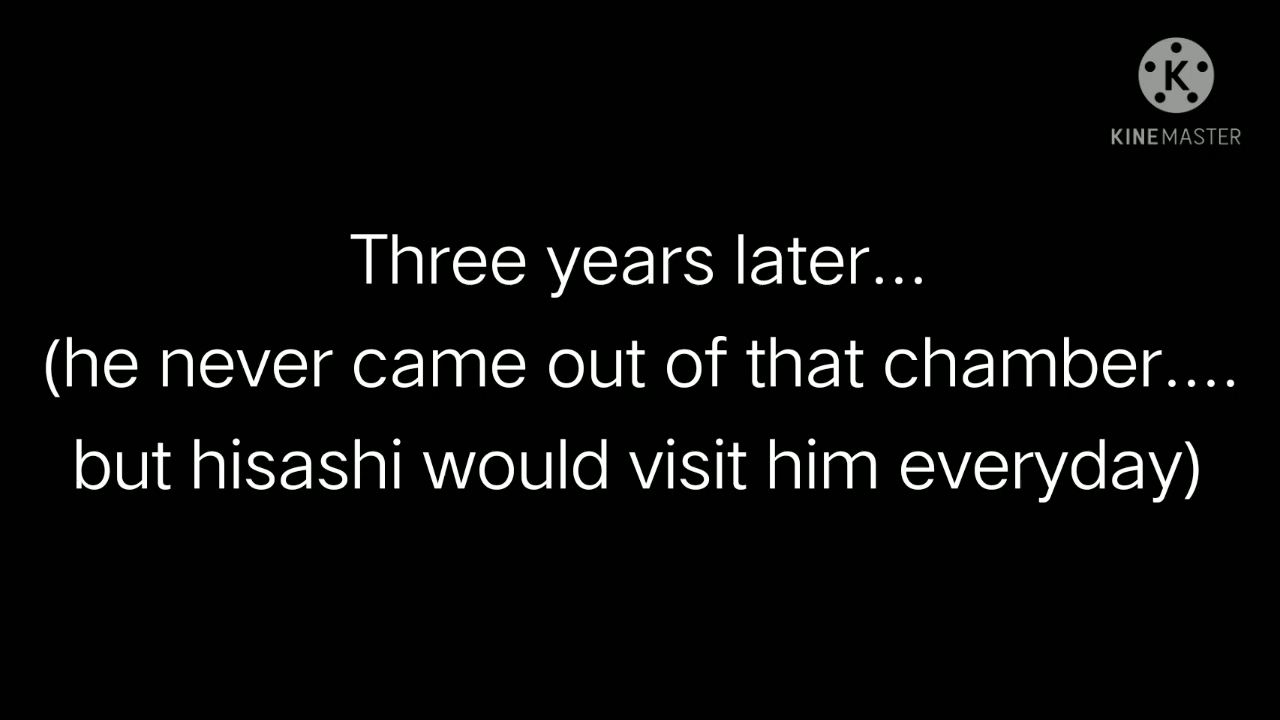 K
KINEMASTER
Three years later...
(he never came out of that chamber....
but hisashi would visit him everyday)